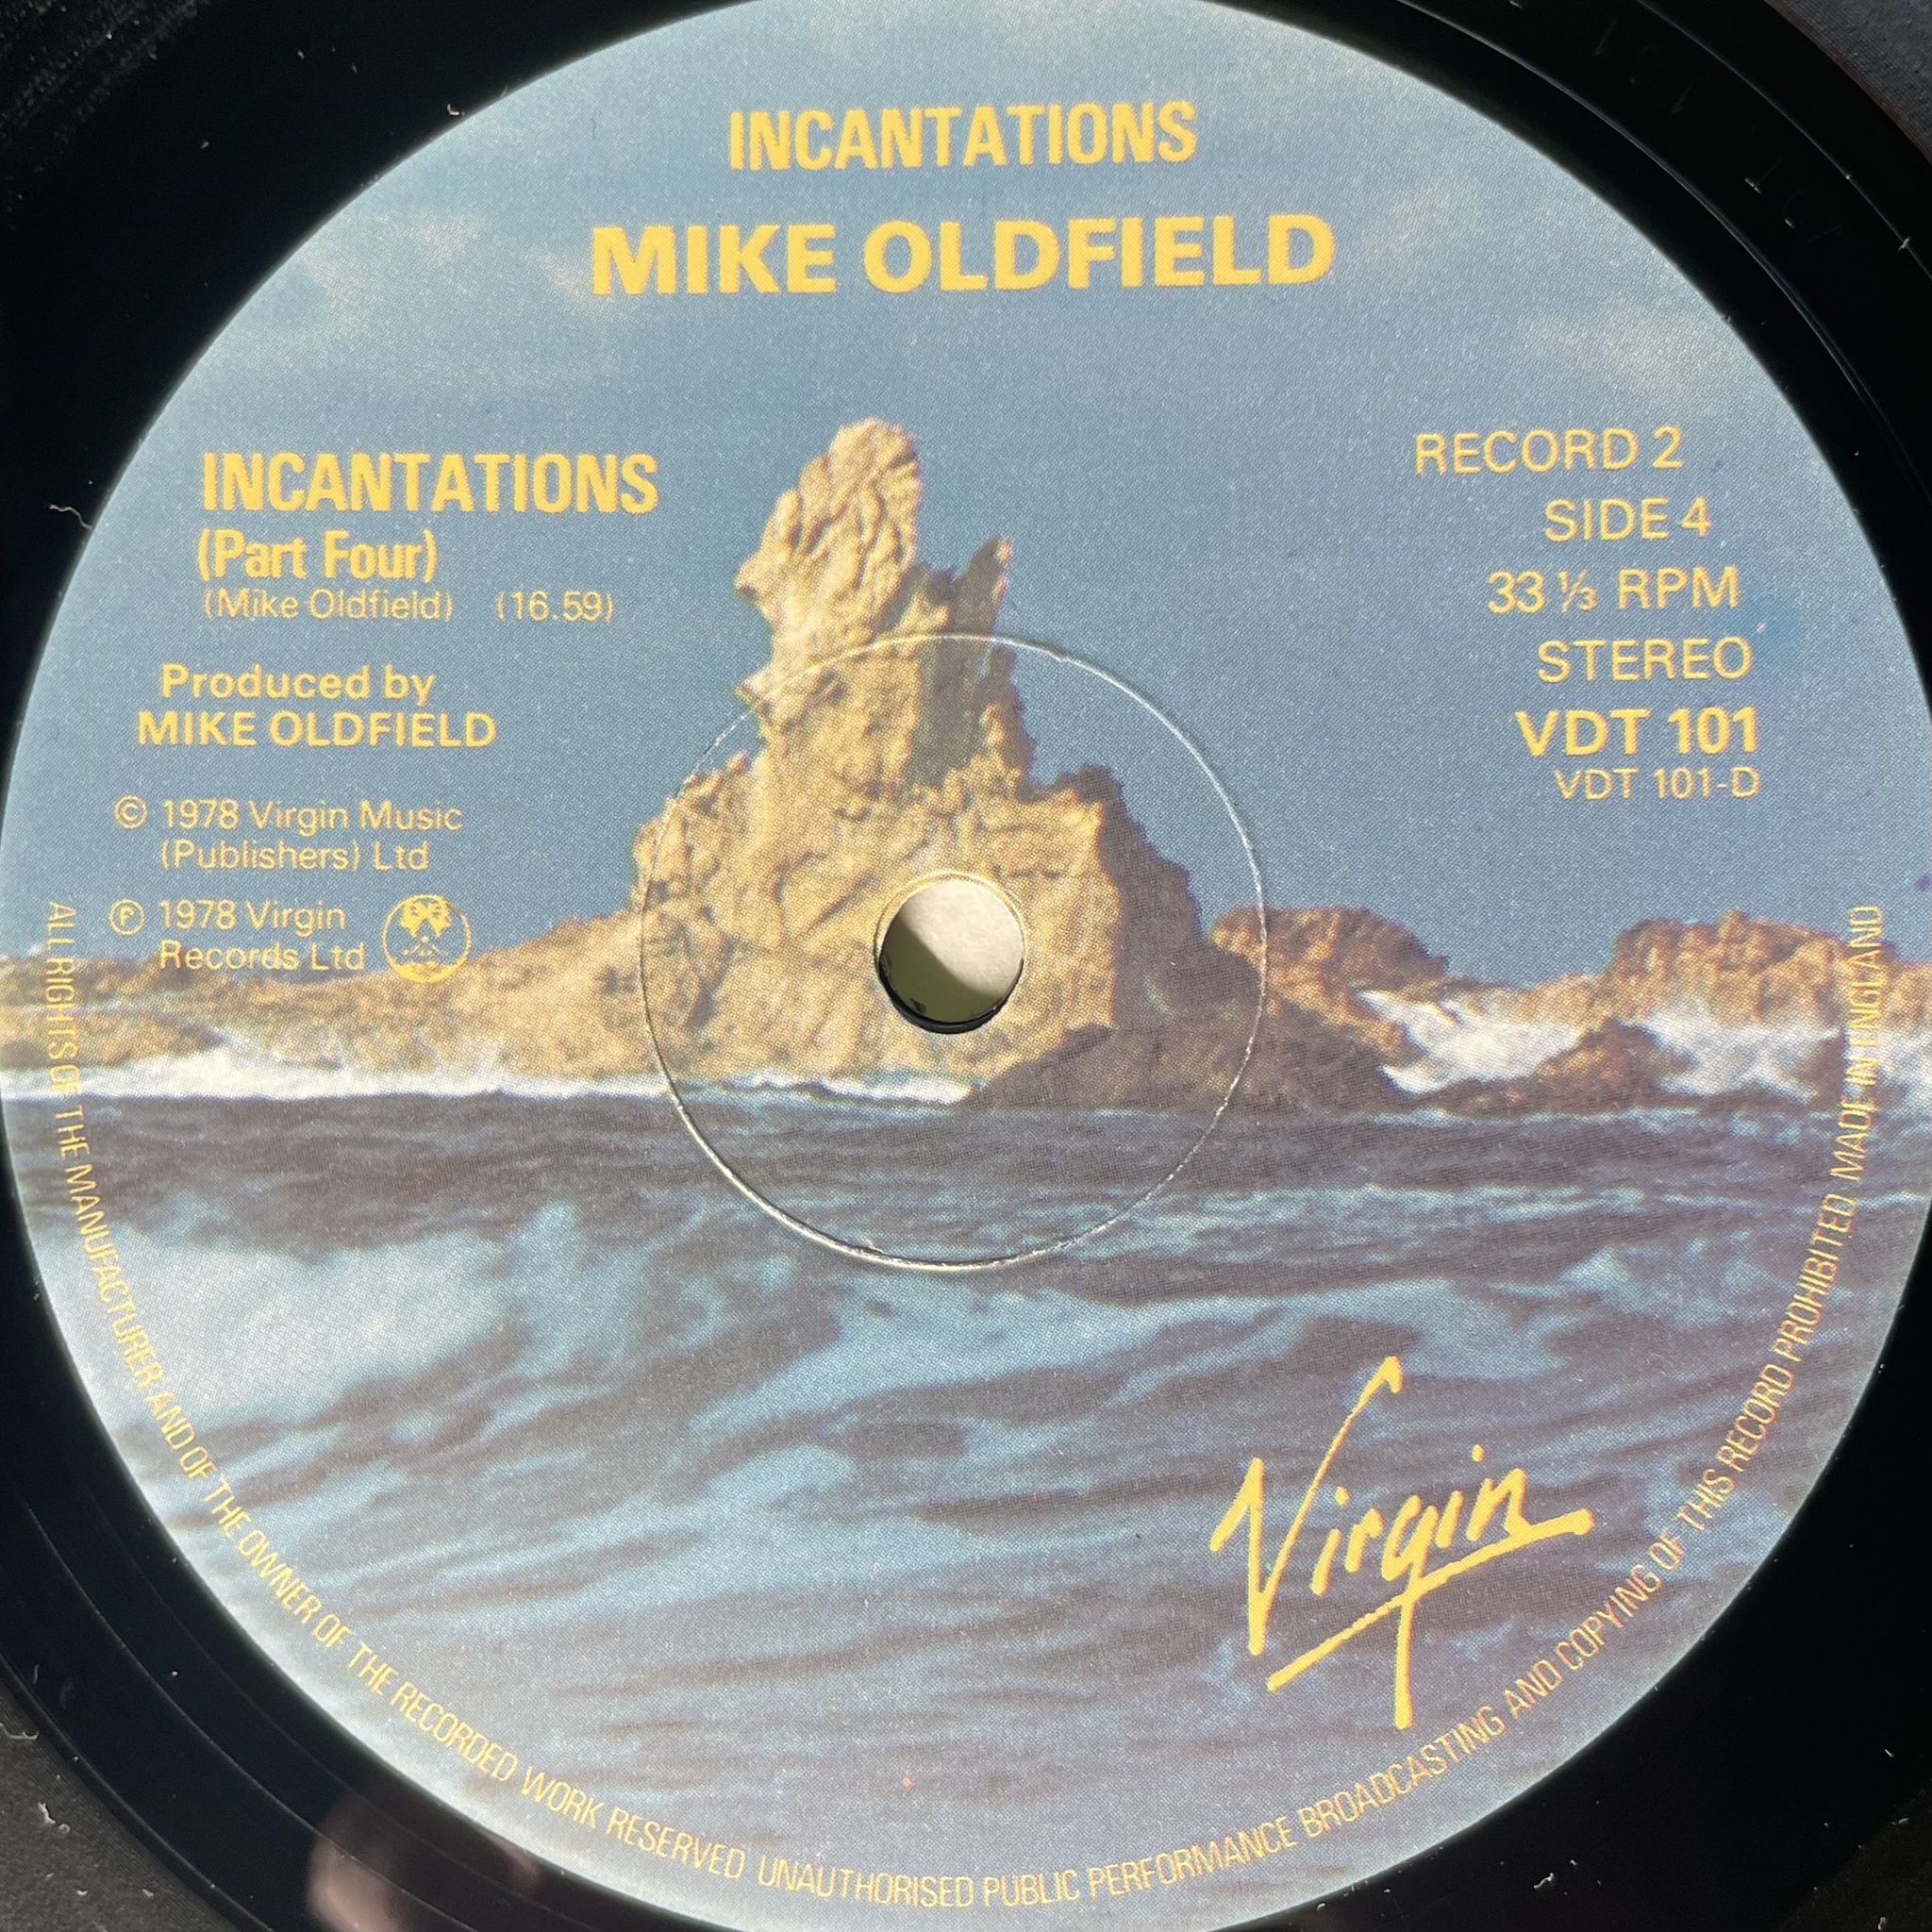 INCANTATIONS
MIKE OLDFIELD
INCANTATIONS
(Part Four)
(Mike Oldfield) (16.59)
Produced by
MIKE OLDFIELD
© 1978 Virgin Music
(Publishers) Ltd
℗ 1978 Virgin
Records Ltd
RECORD 2
SIDE 4
33 ⅓ RPM
STEREO
VDT 101
VDT 101-D
Virgin
ALL RIGHTS OF THE MANUFACTURER AND OF THE OWNER OF THE RECORDED WORK RESERVED UNAUTHORISED PUBLIC PERFORMANCE BROADCASTING AND COPYING OF THIS RECORD PROHIBITED MADE IN ENGLAND